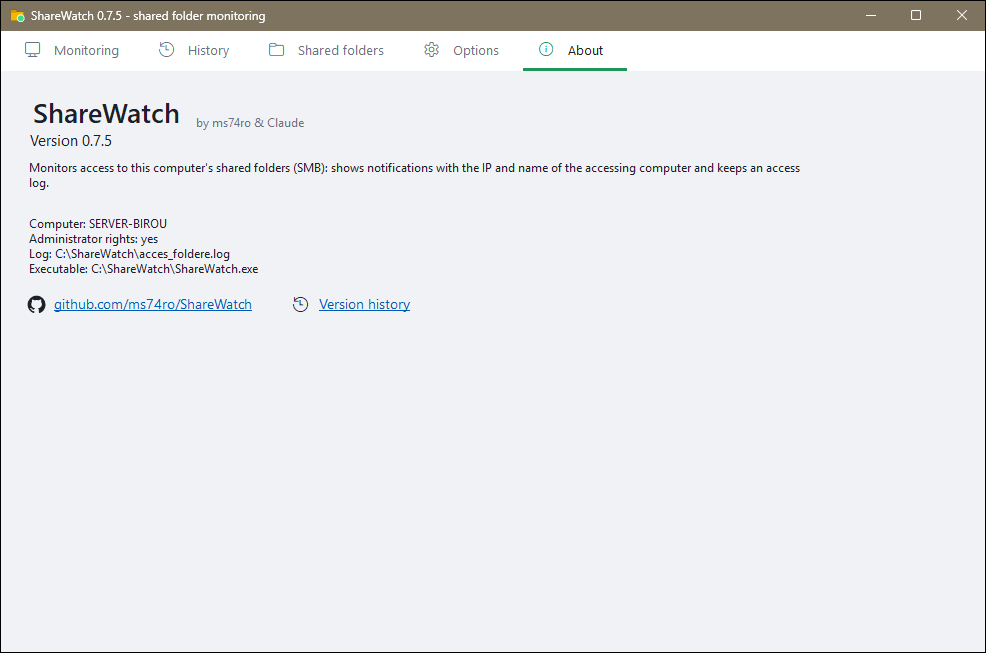 ShareWatch 0.7.5 - shared folder monitoring
Monitoring History Shared folders Options About
ShareWatch by ms74ro & Claude
Version 0.7.5
Monitors access to this computer's shared folders (SMB): shows notifications with the IP and name of the accessing computer and keeps an access
log.
Computer: SERVER-BIROU
Administrator rights: yes
Log: C:\ShareWatch\acces_foldere.log
Executable: C:\ShareWatch\ShareWatch.exe
github.com/ms74ro/ShareWatch Version history